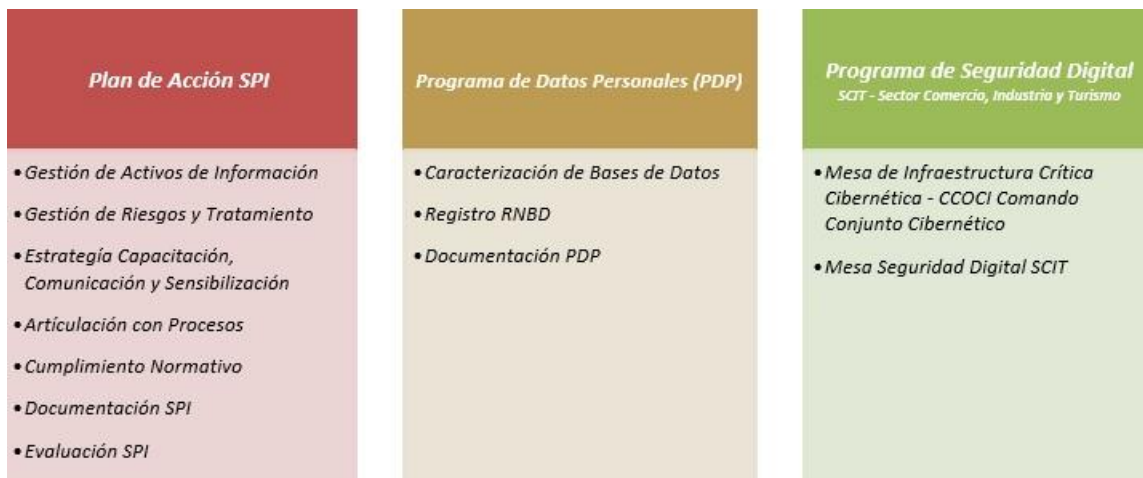 Plan de Acción SPI
• Gestión de Activos de Información
• Gestión de Riesgos y Tratamiento
• Estrategía Capacitación,
Comunicación y Sensibilización
• Artículación con Procesos
• Cumplimiento Normativo
• Documentación SPI
• Evaluación SPI
Programa de Datos Personales (PDP)
• Caracterización de Bases de Datos
• Registro RNBD
• Documentación PDP
Programa de Seguridad Digital
SCIT - Sector Comercio, Industria y Turismo
• Mesa de Infraestructura Crítica
Cibernética - CCOCI Comando
Conjunto Cibernético
• Mesa Seguridad Digital SCIT